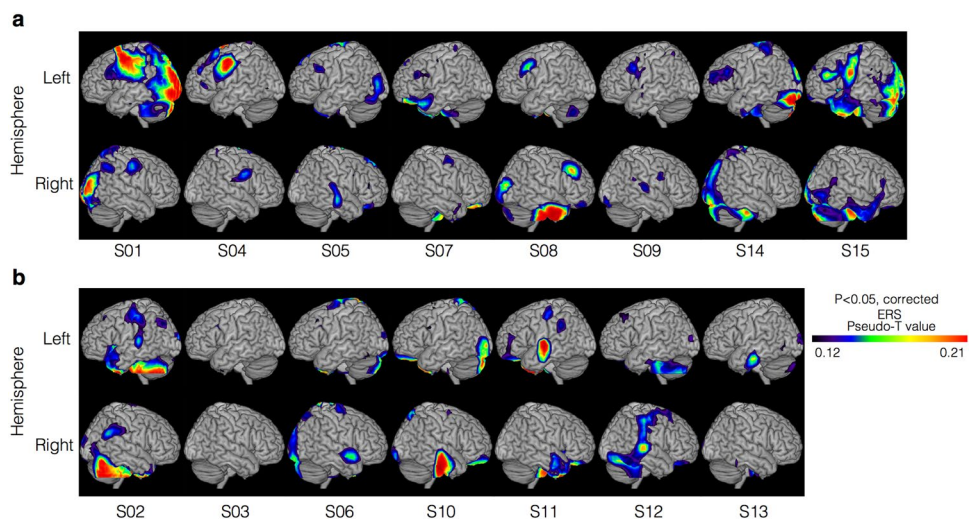 a
Left
Hemisphere
Right
S01 S04 S05 S07 S08 S09 S14 S15
b
P<0.05, corrected
ERS
Pseudo-T value
0.12 0.21
Left
Hemisphere
Right
S02 S03 S06 S10 S11 S12 S13